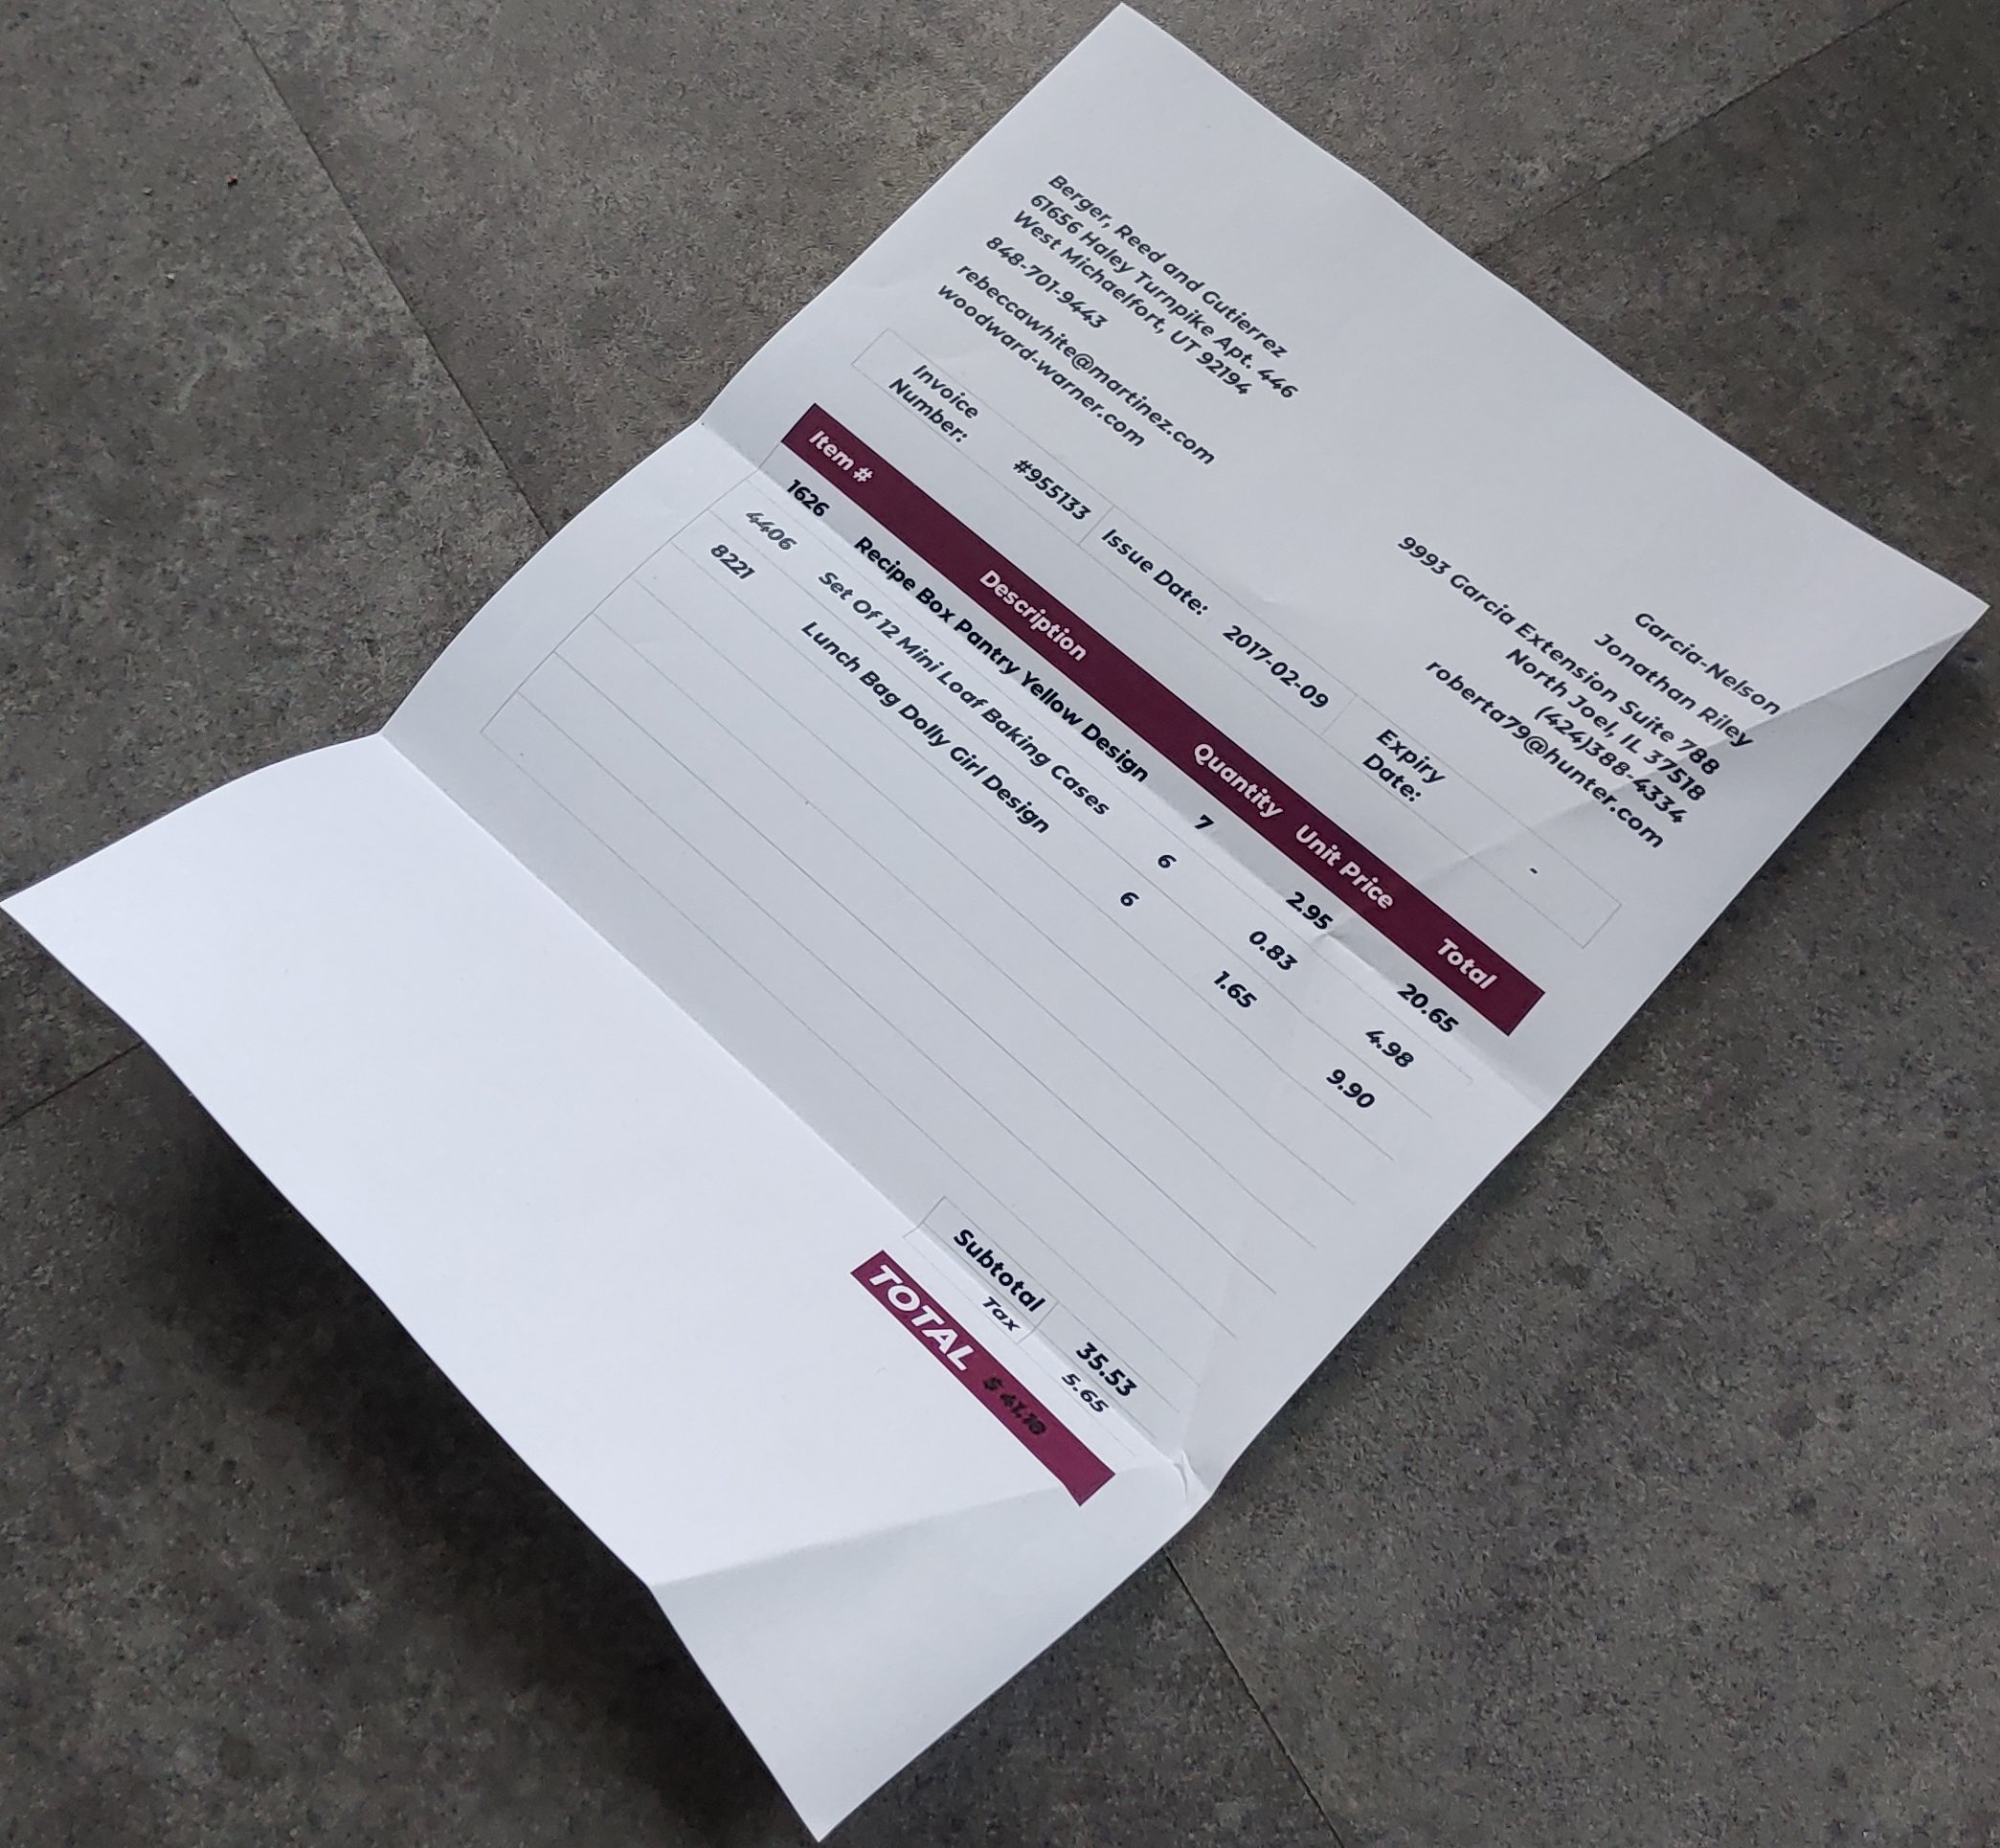 Berger, Reed and Gutierrez
61656 Haley Turnpike Apt. 446
West Michaelfort, UT 92194
848-701-9443
rebeccawhite@martinez.com
woodward-warner.com
Garcia-Nelson
Jonathan Riley
9993 Garcia Extension Suite 788
North Joel, IL 37518
(424)388-4334
roberta79@hunter.com
Invoice
Number:
#955133
Issue Date:
2017-02-09
Expiry
Date:
-
Item # Description Quantity Unit Price Total
1626 Recipe Box Pantry Yellow Design 7 2.95 20.65
4406 Set Of 12 Mini Loaf Baking Cases 6 0.83 4.98
8221 Lunch Bag Dolly Girl Design 6 1.65 9.90
Subtotal 35.53
Tax 5.65
TOTAL $ 41.18